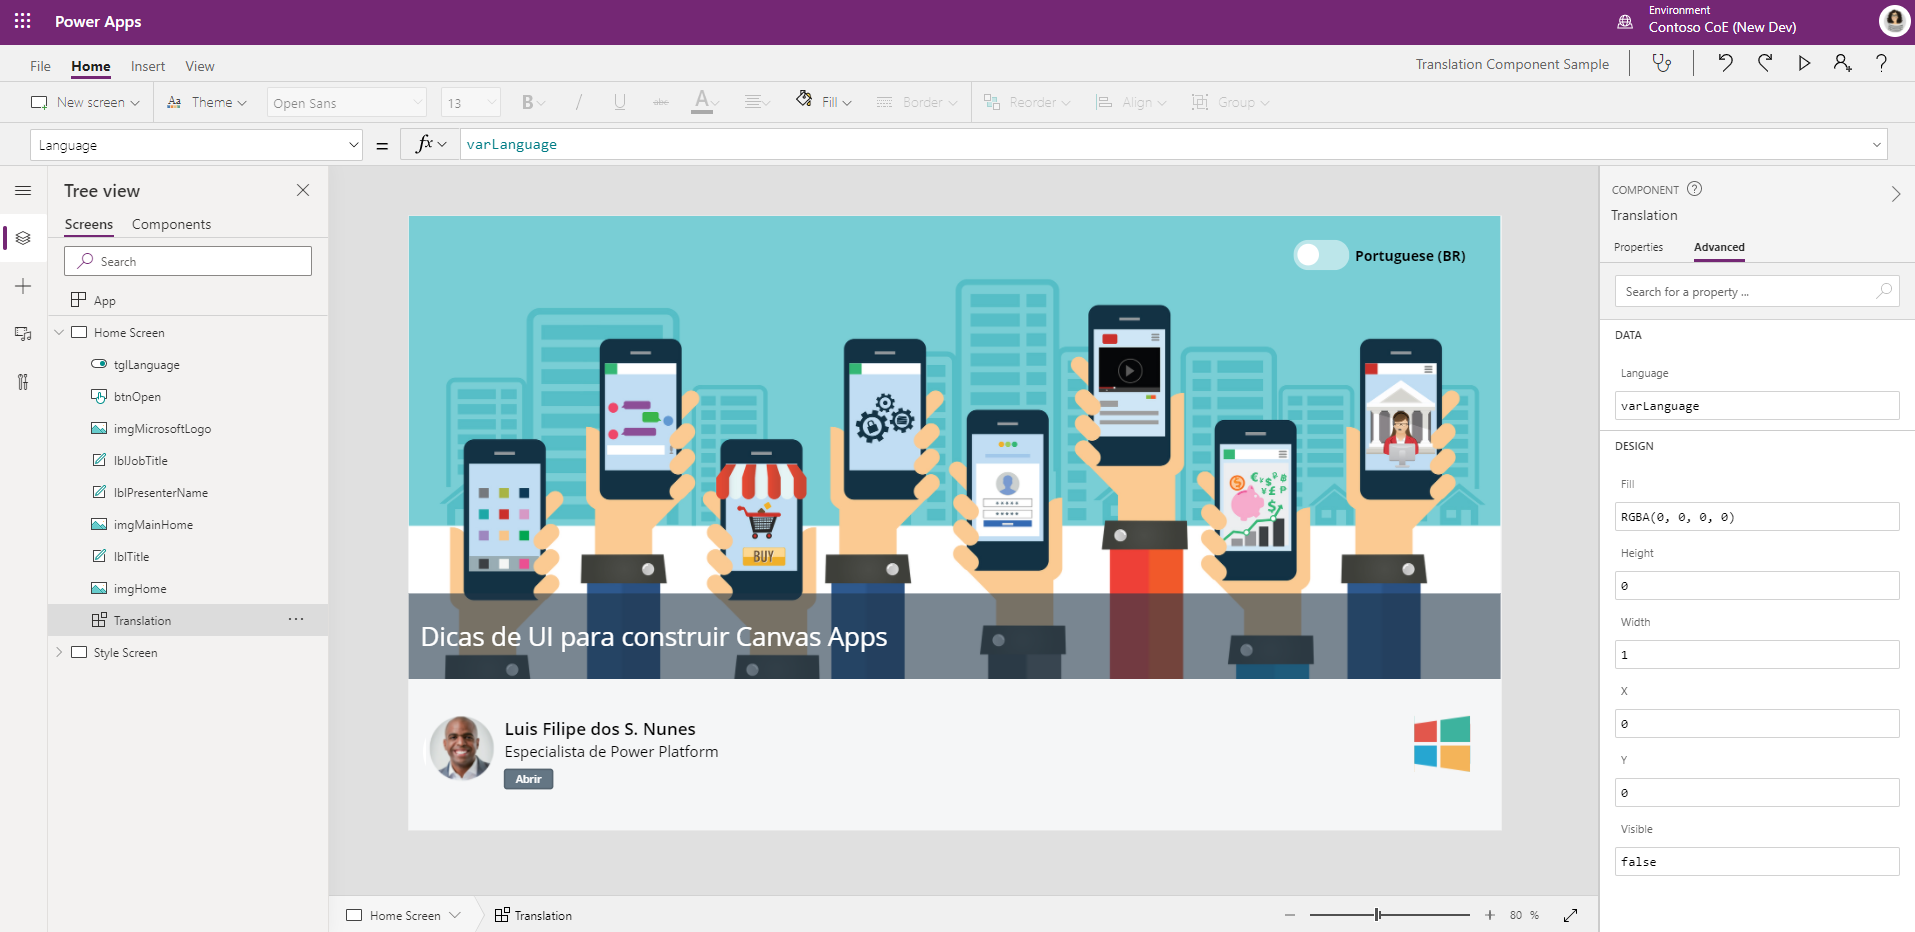 Power Apps
Environment
Contoso CoE (New Dev)
File Home Insert View
Translation Component Sample
New screen
Theme
Open Sans
13
B / U abc A
Fill
Border
Reorder
Align
Group
Language
= fx
varLanguage
Tree view
Screens Components
Search
App
Home Screen
tglLanguage
btnOpen
imgMicrosoftLogo
lblJobTitle
lblPresenterName
imgMainHome
lblTitle
imgHome
Translation ...
Style Screen
Portuguese (BR)
BUY
Dicas de UI para construir Canvas Apps
Luis Filipe dos S. Nunes
Especialista de Power Platform
Abrir
Home Screen
Translation
80 %
COMPONENT ?
Translation
Properties Advanced
Search for a property ...
DATA
Language
varLanguage
DESIGN
Fill
RGBA(0, 0, 0, 0)
Height
0
Width
1
X
0
Y
0
Visible
false